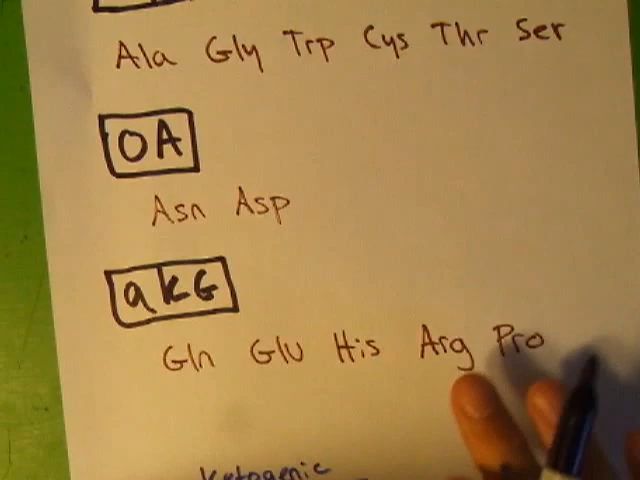 Ala Gly Trp Cys Thr Ser
OA
Asn Asp
aKG
Gln Glu His Arg Pro
Ketogenic